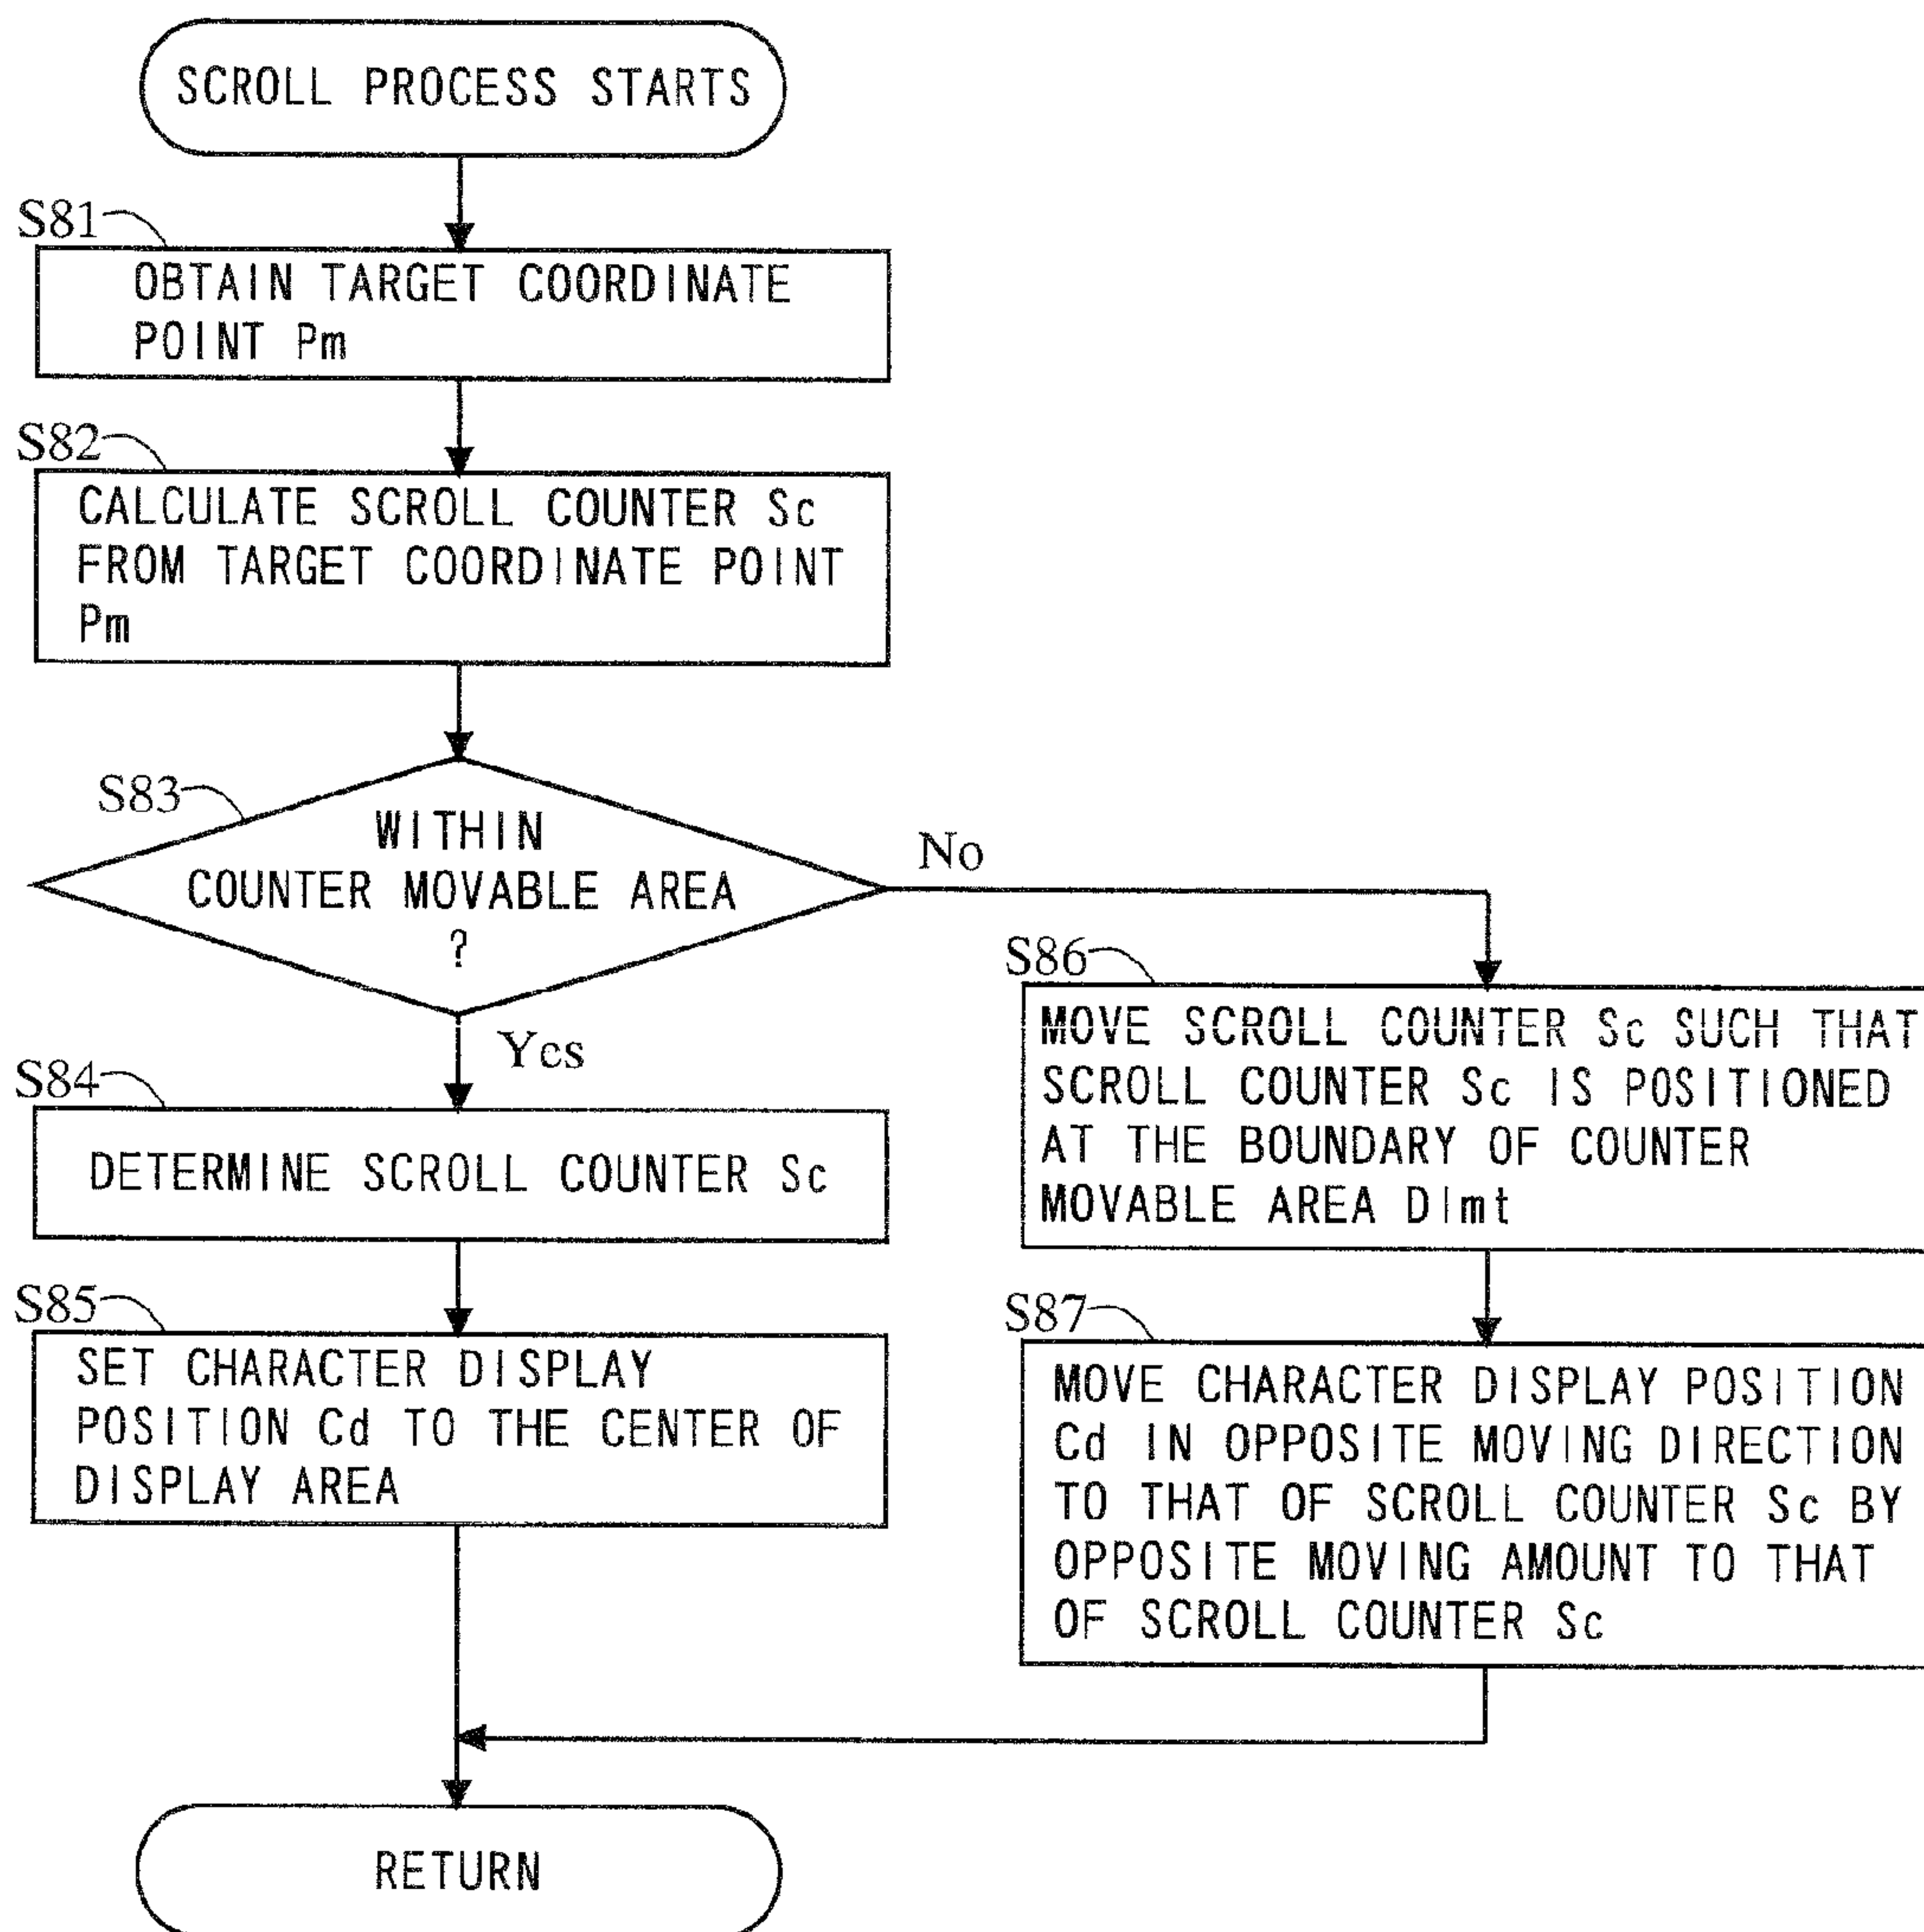 SCROLL PROCESS STARTS
S81
OBTAIN TARGET COORDINATE
POINT Pm
S82
CALCULATE SCROLL COUNTER Sc
FROM TARGET COORDINATE POINT
Pm
S83
WITHIN
COUNTER MOVABLE AREA
?
No
Yes
S84
DETERMINE SCROLL COUNTER Sc
S85
SET CHARACTER DISPLAY
POSITION Cd TO THE CENTER OF
DISPLAY AREA
S86
MOVE SCROLL COUNTER Sc SUCH THAT
SCROLL COUNTER Sc IS POSITIONED
AT THE BOUNDARY OF COUNTER
MOVABLE AREA Dlmt
S87
MOVE CHARACTER DISPLAY POSITION
Cd IN OPPOSITE MOVING DIRECTION
TO THAT OF SCROLL COUNTER Sc BY
OPPOSITE MOVING AMOUNT TO THAT
OF SCROLL COUNTER Sc
RETURN